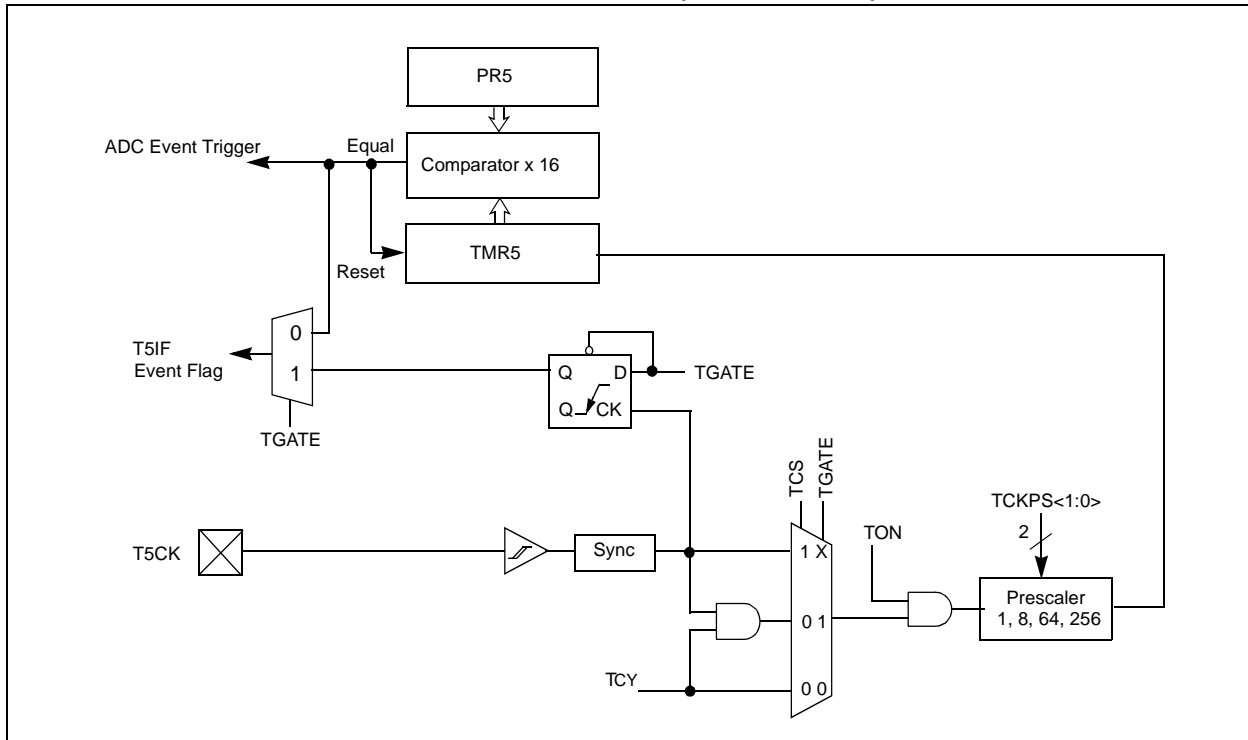 PR5
ADC Event Trigger
Equal
Comparator x 16
TMR5
Reset
0
T5IF
Event Flag
1
TGATE
Q
D
TGATE
Q
CK
TCS
TGATE
TCKPS<1:0>
2
TON
T5CK
Sync
1 X
Prescaler
1, 8, 64, 256
0 1
TCY
0 0